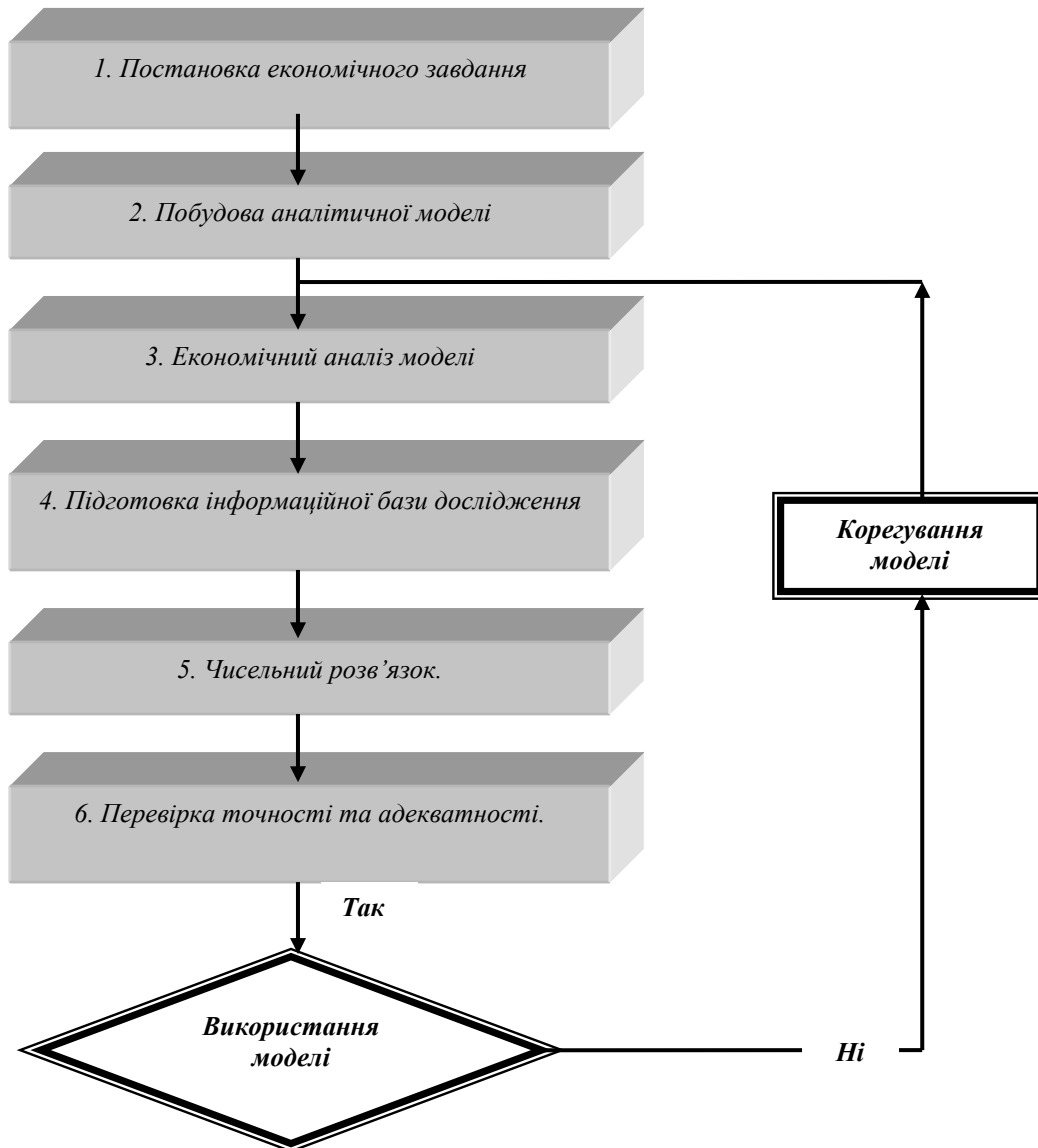 1. Постановка економічного завдання
2. Побудова аналітичної моделі
3. Економічний аналіз моделі
4. Підготовка інформаційної бази дослідження
Корегування
моделі
5. Чисельний розв’язок.
6. Перевірка точності та адекватності.
Так
Використання
моделі
Ні